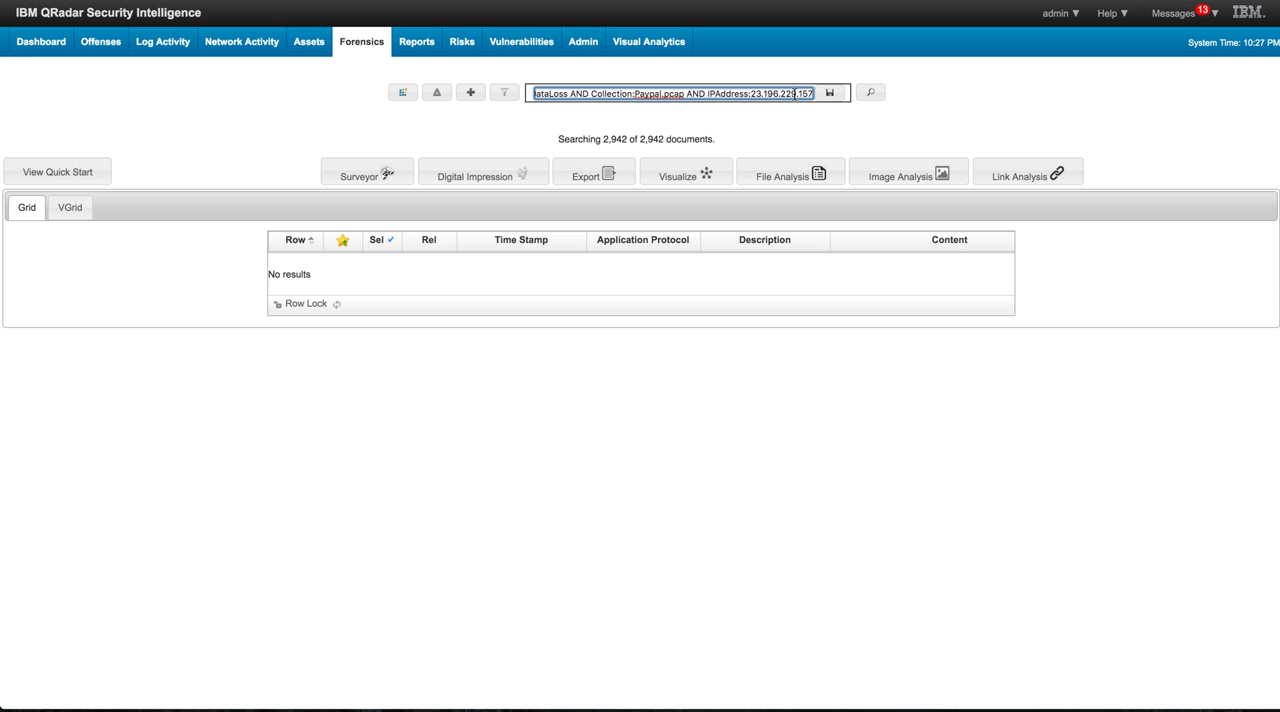 IBM QRadar Security Intelligence
admin ▼ Help ▼ Messages 13 ▼ IBM.
Dashboard Offenses Log Activity Network Activity Assets Forensics Reports Risks Vulnerabilities Admin Visual Analytics System Time: 10:27 PM
AND Collection:Paypal.pcap AND IPAddress:23.196.229.157
Searching 2,942 of 2,942 documents.
View Quick Start Surveyor Digital Impression Export Visualize File Analysis Image Analysis Link Analysis
Grid VGrid
Row Sel Rel Time Stamp Application Protocol Description Content
No results
Row Lock